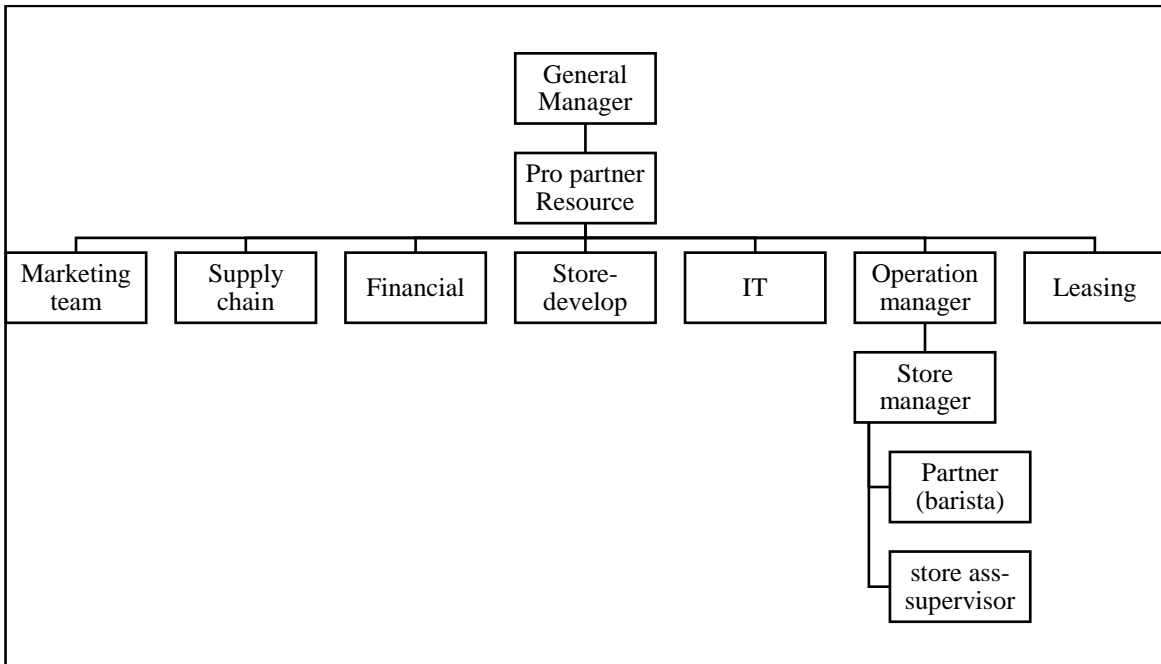 General
Manager
Pro partner
Resource
Marketing
team
Supply
chain
Financial
Store-
develop
IT
Operation
manager
Leasing
Store
manager
Partner
(barista)
store ass-
supervisor